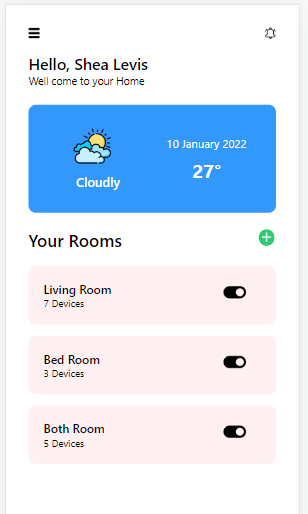 Hello, Shea Levis
Well come to your Home
10 January 2022
27°
Cloudly
Your Rooms
Living Room
7 Devices
Bed Room
3 Devices
Both Room
5 Devices